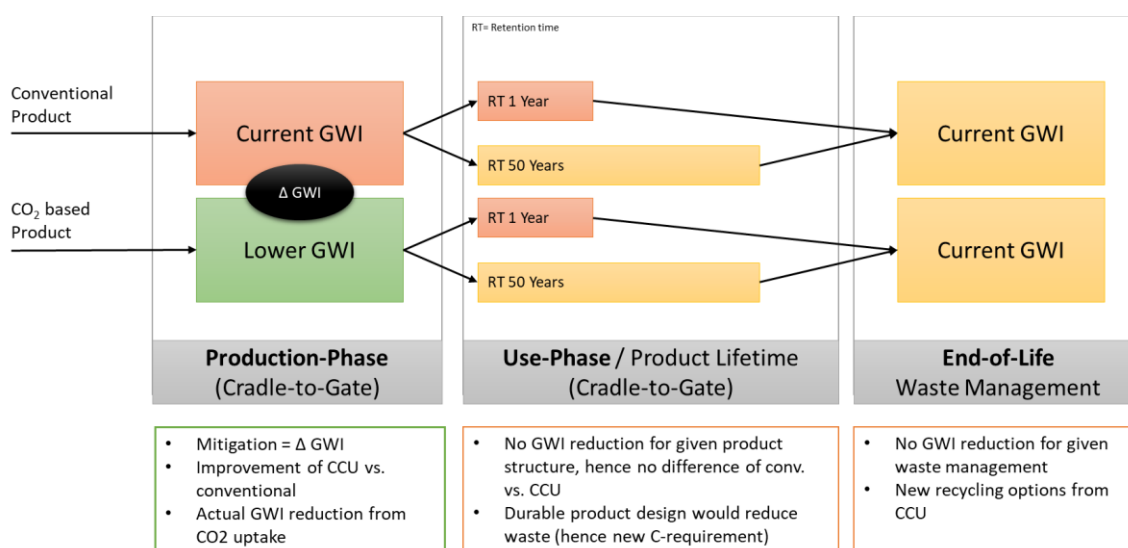 RT= Retention time
Conventional
Product
Current GWI
RT 1 Year
RT 50 Years
Current GWI
Δ GWI
CO2 based
Product
Lower GWI
RT 1 Year
RT 50 Years
Current GWI
Production-Phase
(Cradle-to-Gate)
Use-Phase / Product Lifetime
(Cradle-to-Gate)
End-of-Life
Waste Management
• Mitigation = Δ GWI
• Improvement of CCU vs.
conventional
• Actual GWI reduction from
CO2 uptake
• No GWI reduction for given product
structure, hence no difference of conv.
vs. CCU
• Durable product design would reduce
waste (hence new C-requirement)
• No GWI reduction for given
waste management
• New recycling options from
CCU